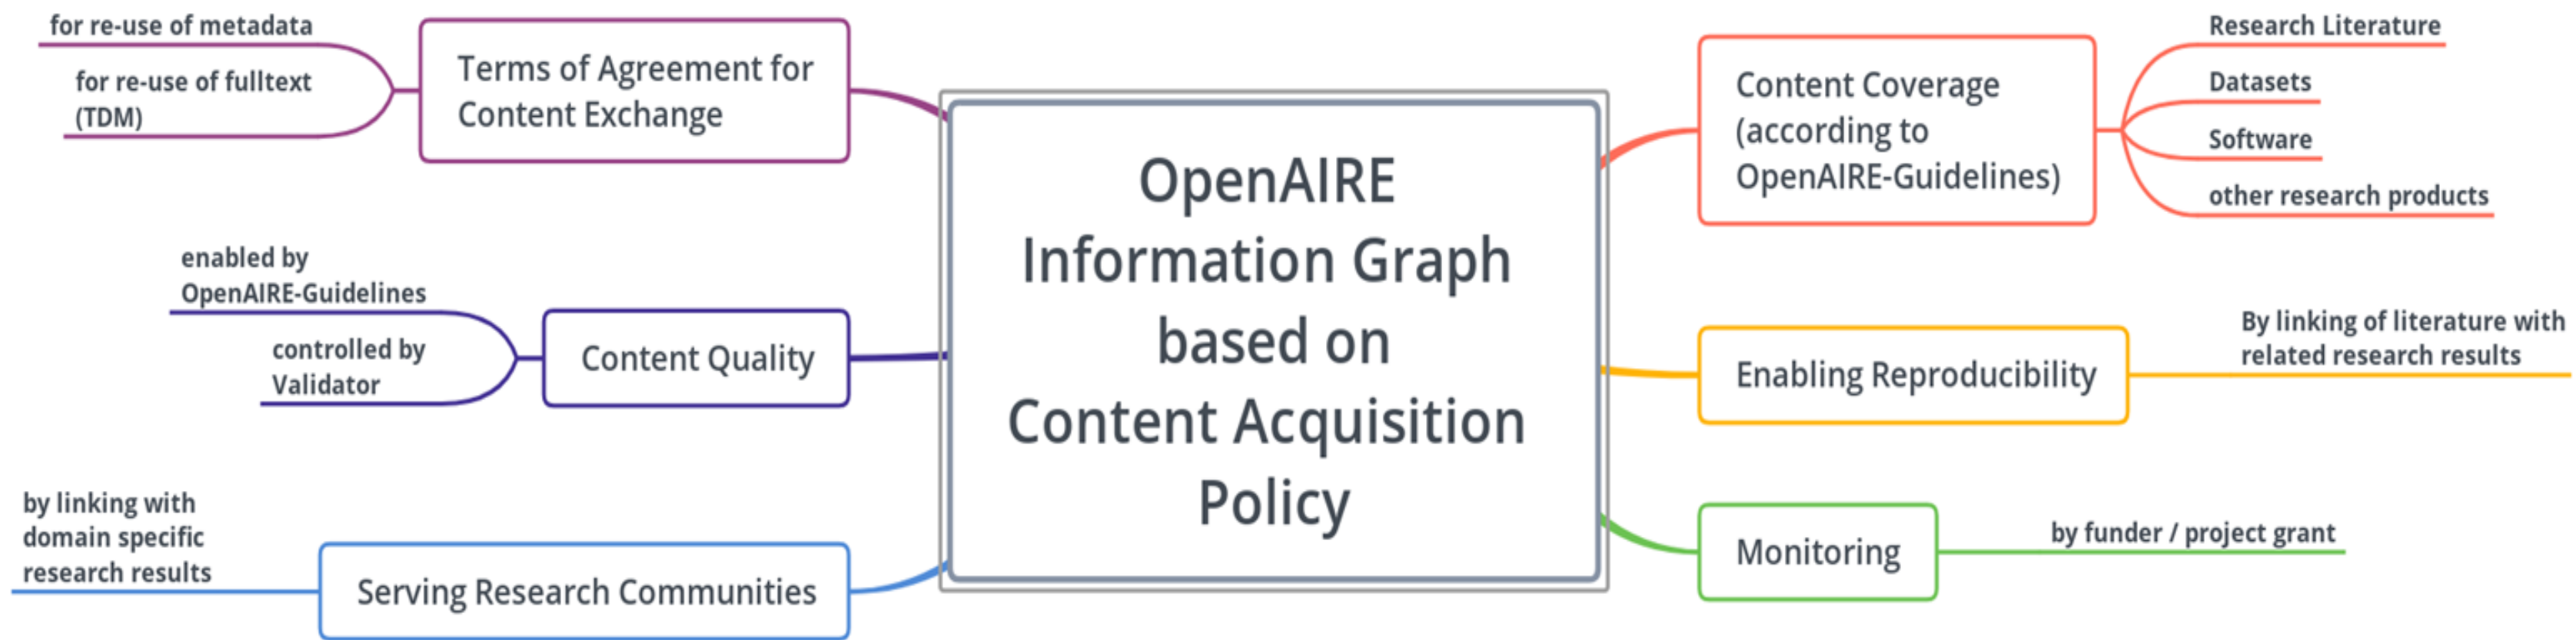 for re-use of metadata
for re-use of fulltext
(TDM)
Terms of Agreement for
Content Exchange
enabled by
OpenAIRE-Guidelines
controlled by
Validator
Content Quality
by linking with
domain specific
research results
Serving Research Communities
OpenAIRE
Information Graph
based on
Content Acquisition
Policy
Content Coverage
(according to
OpenAIRE-Guidelines)
Research Literature
Datasets
Software
other research products
Enabling Reproducibility
By linking of literature with
related research results
Monitoring
by funder / project grant